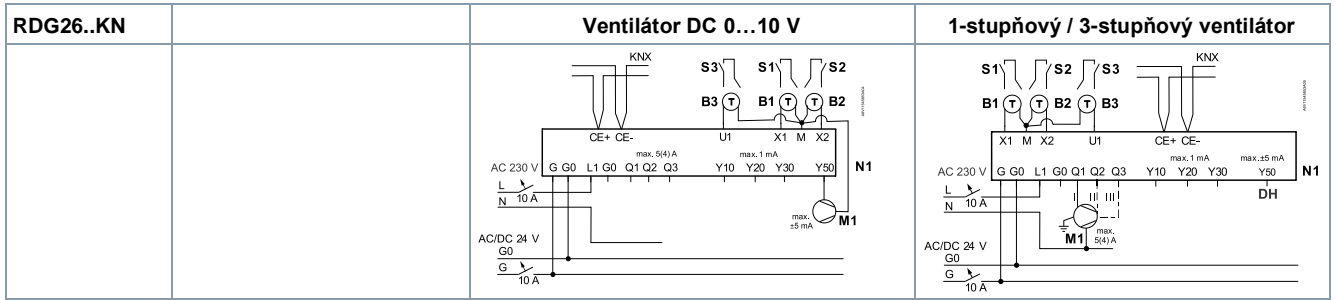 RDG26..KN
Ventilátor DC 0…10 V
1-stupňový / 3-stupňový ventilátor
KNX
S3 S1 S2
B3 T B1 T T B2
CE+ CE- U1 X1 M X2
max. 5(4) A max. 1 mA
AC 230 V G G0 L1 G0 Q1 Q2 Q3 Y10 Y20 Y30 Y50 N1
L
10 A
N
max.
±5 mA
M1
AC/DC 24 V
G0
G
10 A
S1 S2 S3 KNX
B1 T T B2 T B3
X1 M X2 U1 CE+ CE-
max. 1 mA max.±5 mA
AC 230 V G G0 L1 G0 Q1 Q2 Q3 Y10 Y20 Y30 Y50 N1
L
10 A
I II III
DH
N
M1
max.
5(4) A
AC/DC 24 V
G0
G
10 A